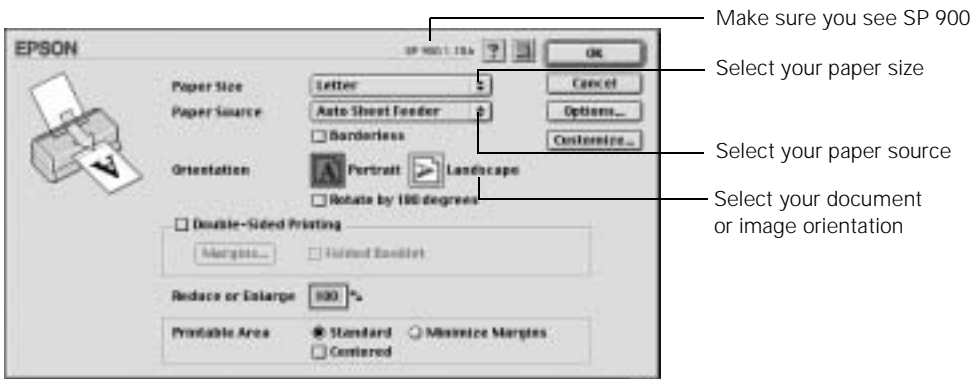 Make sure you see SP 900
EPSON
SP 900 1.10A ? OK
Paper Size Letter Cancel
Select your paper size
Paper Source Auto Sheet Feeder Options...
Borderless Customize...
Select your paper source
Orientation A Portrait Landscape
Rotate by 180 degrees
Select your document
or image orientation
Double-Sided Printing
Margins... Folded Booklet
Reduce or Enlarge 100 %
Printable Area Standard Minimize Margins
Centered
A